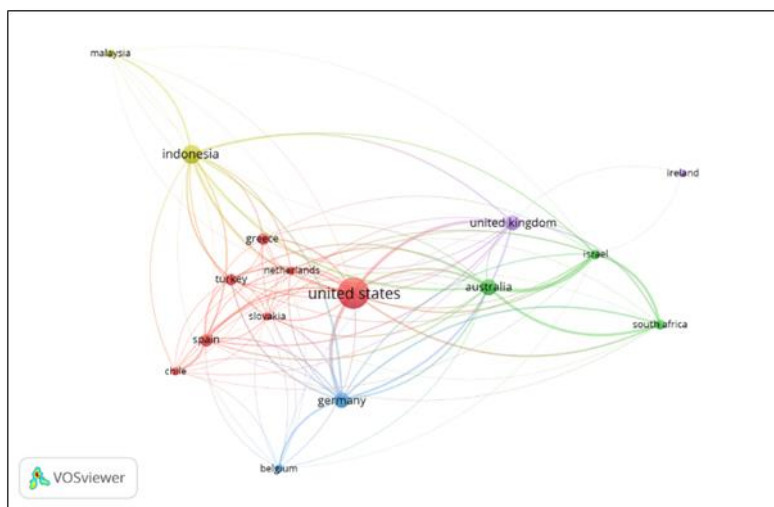 malaysia
indonesia
ireland
united kingdom
greece
israel
netherlands
turkey
united states
australia
slovakia
south africa
spain
chile
germany
belgium
VOSviewer